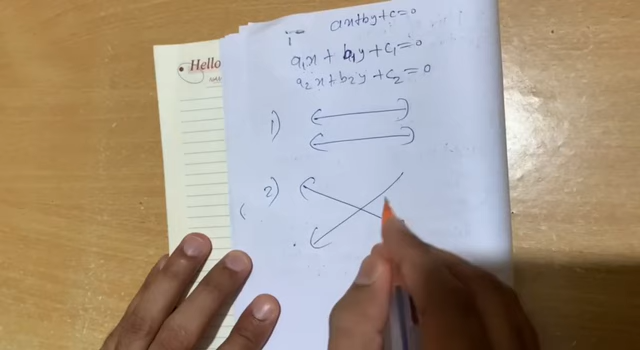 Hello
ax+by+c=0
a₁x + b₁y + c₁=0
a₂x + b₂y + c₂ = 0
1)
2)